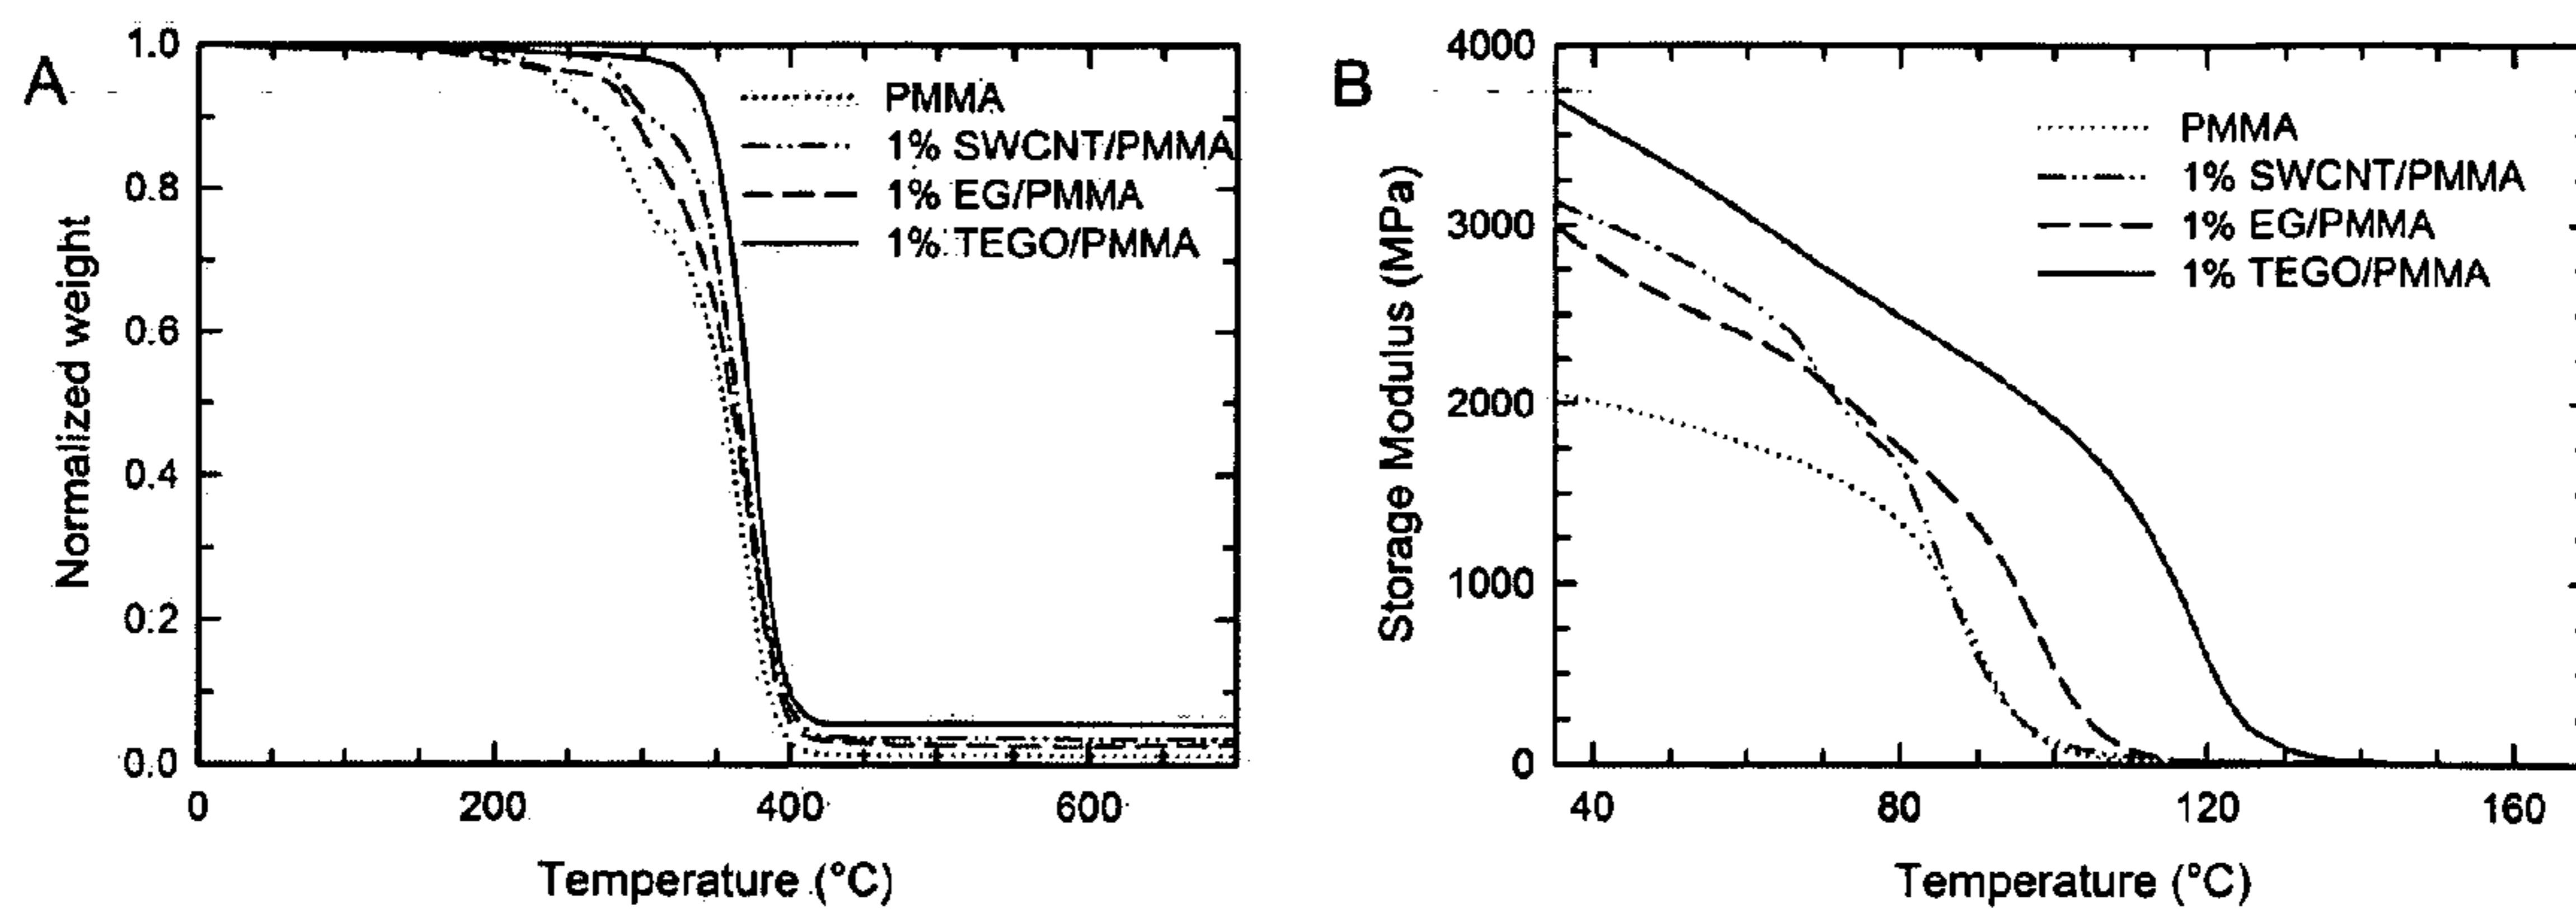 A
Normalized weight
1.0
0.8
0.6
0.4
0.2
0.0
0
200
400
600
Temperature (°C)
PMMA
1% SWCNT/PMMA
1% EG/PMMA
1% TEGO/PMMA
B
Storage Modulus (MPa)
4000
3000
2000
1000
0
40
80
120
160
Temperature (°C)
PMMA
1% SWCNT/PMMA
1% EG/PMMA
1% TEGO/PMMA